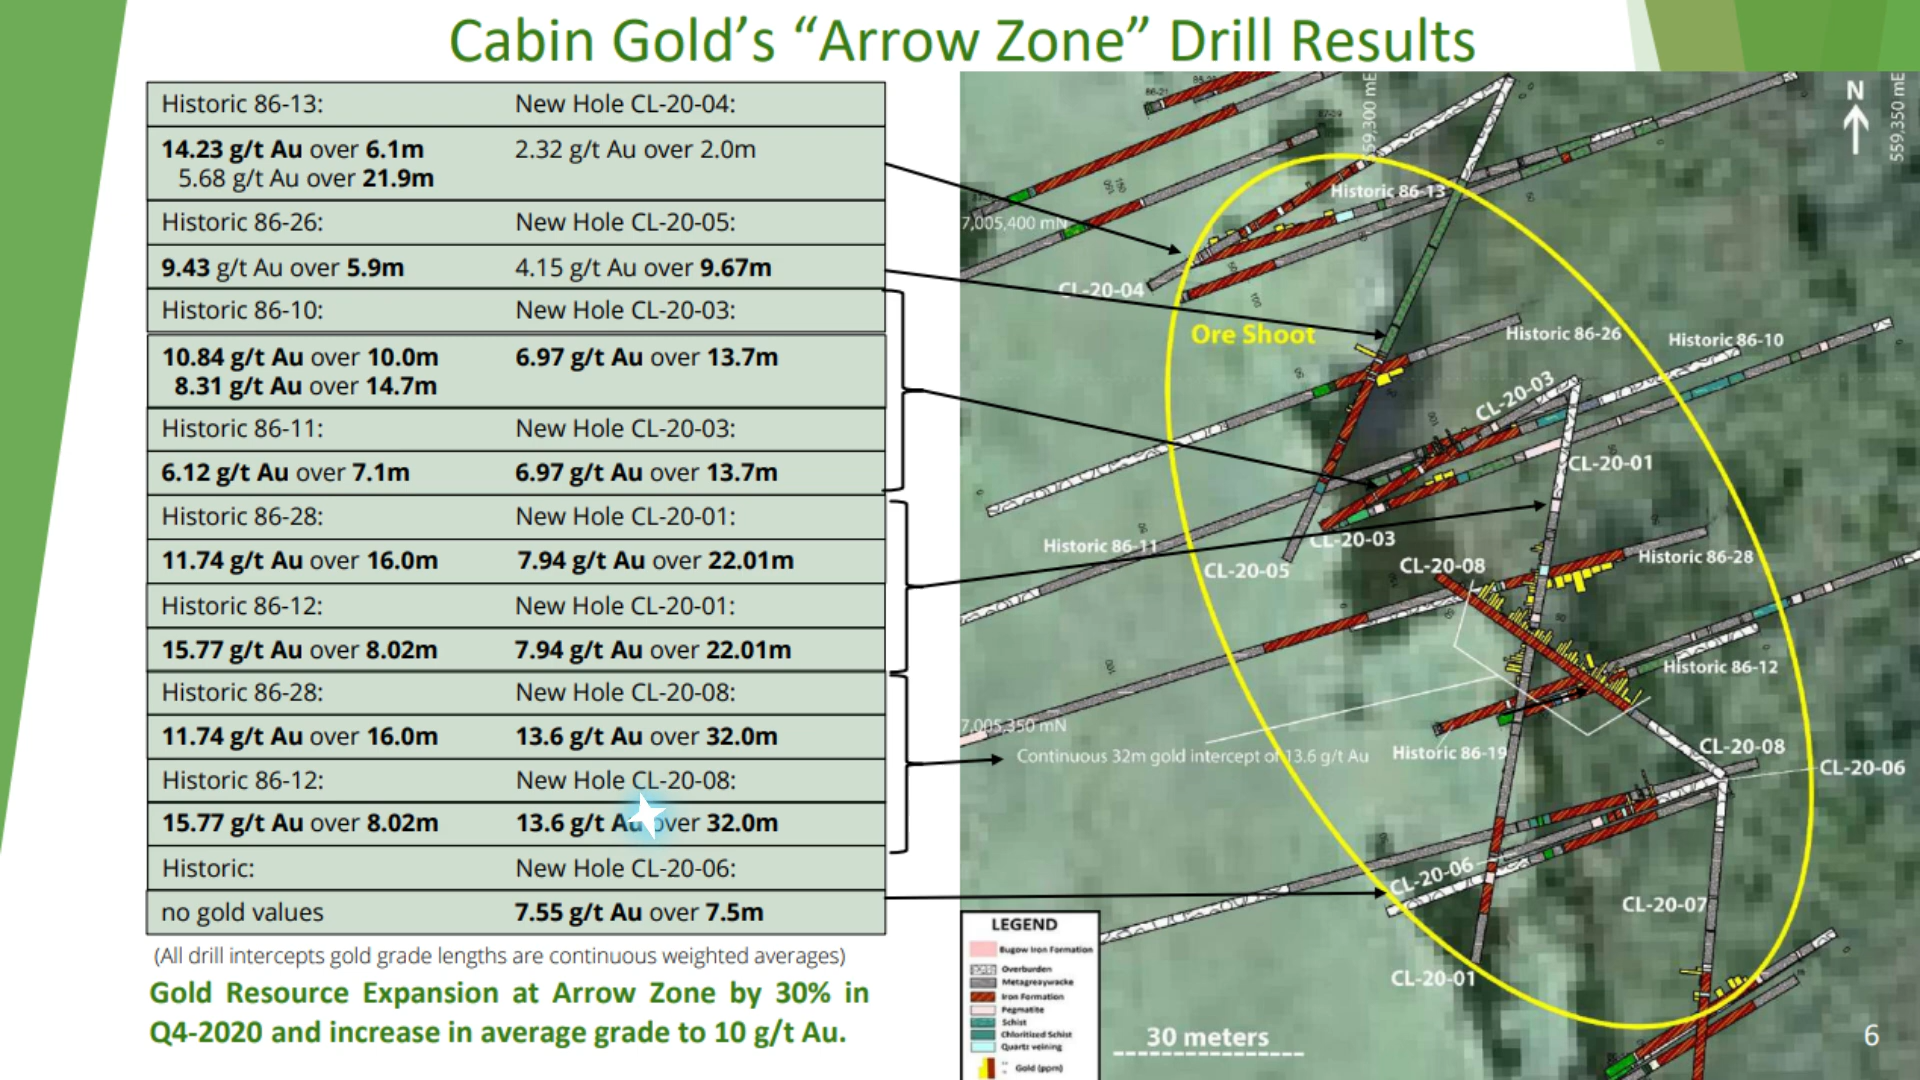 Cabin Gold's “Arrow Zone” Drill Results
Historic 86-13: New Hole CL-20-04:
14.23 g/t Au over 6.1m 2.32 g/t Au over 2.0m
5.68 g/t Au over 21.9m
Historic 86-26: New Hole CL-20-05:
9.43 g/t Au over 5.9m 4.15 g/t Au over 9.67m
Historic 86-10: New Hole CL-20-03:
10.84 g/t Au over 10.0m 6.97 g/t Au over 13.7m
8.31 g/t Au over 14.7m
Historic 86-11: New Hole CL-20-03:
6.12 g/t Au over 7.1m 6.97 g/t Au over 13.7m
Historic 86-28: New Hole CL-20-01:
11.74 g/t Au over 16.0m 7.94 g/t Au over 22.01m
Historic 86-12: New Hole CL-20-01:
15.77 g/t Au over 8.02m 7.94 g/t Au over 22.01m
Historic 86-28: New Hole CL-20-08:
11.74 g/t Au over 16.0m 13.6 g/t Au over 32.0m
Historic 86-12: New Hole CL-20-08:
15.77 g/t Au over 8.02m 13.6 g/t Au over 32.0m
Historic: New Hole CL-20-06:
no gold values 7.55 g/t Au over 7.5m
(All drill intercepts gold grade lengths are continuous weighted averages)
Gold Resource Expansion at Arrow Zone by 30% in
Q4-2020 and increase in average grade to 10 g/t Au.
559,300 mE
N
559,350 mE
86-21
Historic 86-13
7,005,400 mN
CL-20-04
Ore Shoot
Historic 86-26
Historic 86-10
CL-20-03
CL-20-01
CL-20-03
Historic 86-11
CL-20-05
CL-20-08
Historic 86-28
Historic 86-12
7,005,350 mN
Continuous 32m gold intercept of 13.6 g/t Au
Historic 86-19
CL-20-08
CL-20-06
CL-20-06
CL-20-07
CL-20-01
LEGEND
Bugow Iron Formation
Overburden
Metagreywacke
Iron Formation
Pegmatite
Schist
Chloritized Schist
Quartz veining
Gold (ppm)
30 meters
6